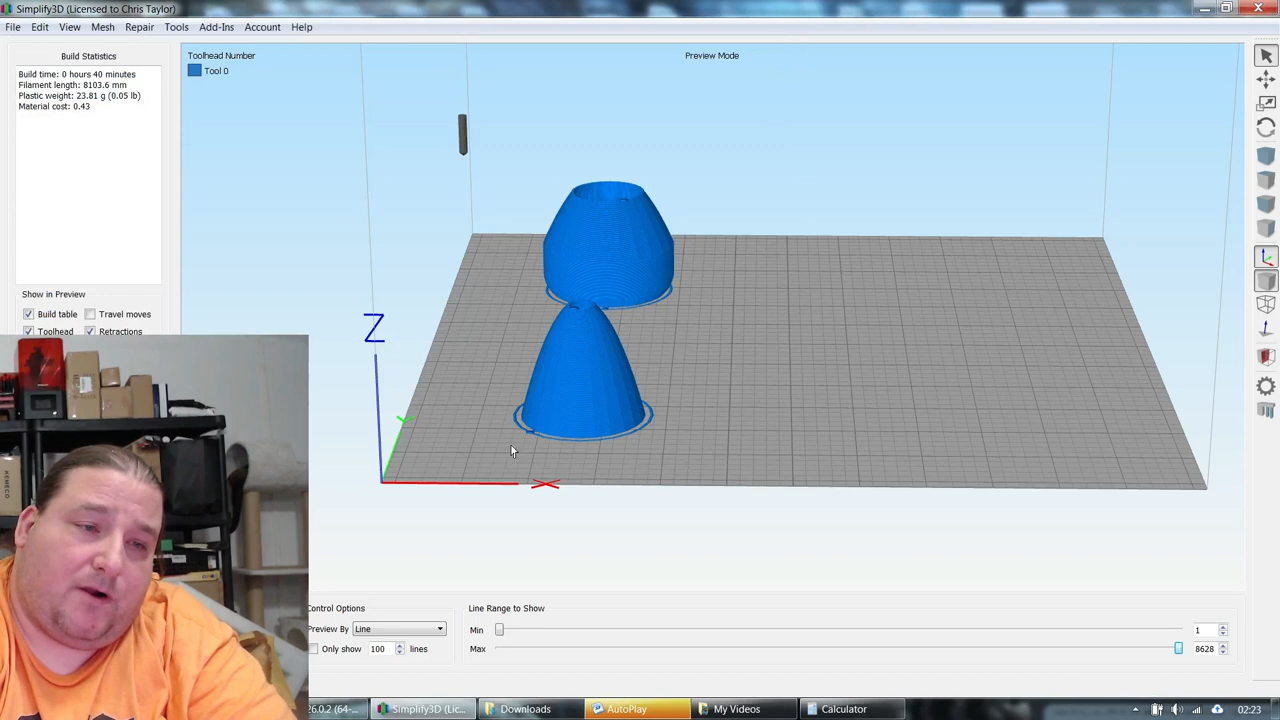 Simplify3D (Licensed to Chris Taylor)
File Edit View Mesh Repair Tools Add-Ins Account Help
Build Statistics
Build time: 0 hours 40 minutes
Filament length: 8103.6 mm
Plastic weight: 23.81 g (0.05 lb)
Material cost: 0.43
Show in Preview
Build table Travel moves
Toolhead Retractions
Toolhead Number
Tool 0
Preview Mode
Z
Control Options
Preview By Line
Only show 100 lines
Line Range to Show
Min 1
Max 8628
26.0.2 (64-... Simplify3D (Lic... Downloads AutoPlay My Videos Calculator 02:23